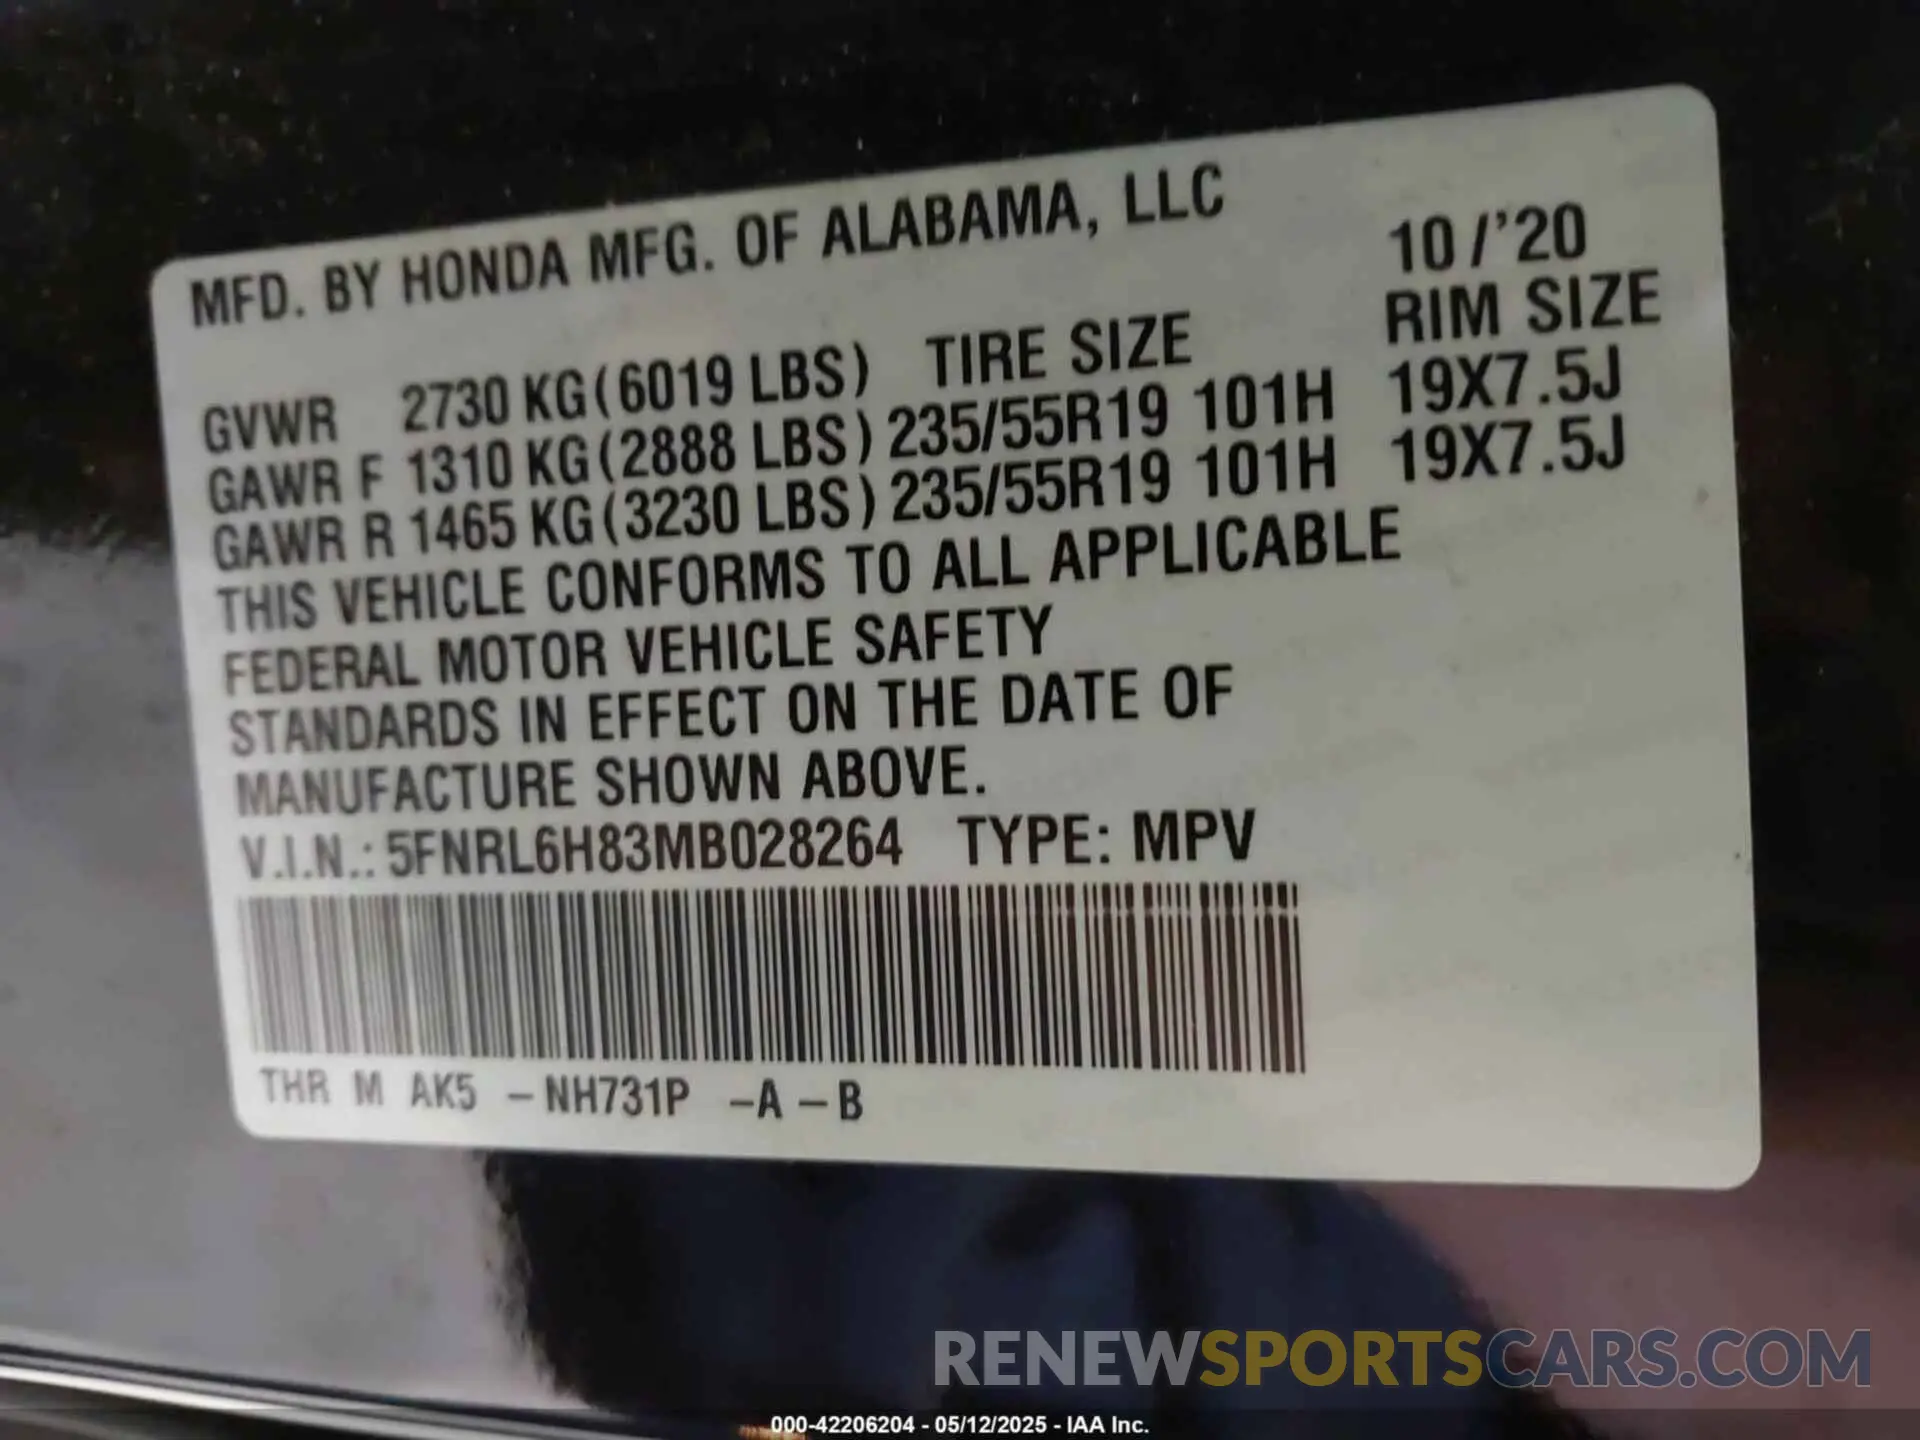 MFD. BY HONDA MFG. OF ALABAMA, LLC 10/'20
GVWR 2730 KG (6019 LBS) TIRE SIZE RIM SIZE
GAWR F 1310 KG (2888 LBS) 235/55R19 101H 19X7.5J
GAWR R 1465 KG (3230 LBS) 235/55R19 101H 19X7.5J
THIS VEHICLE CONFORMS TO ALL APPLICABLE
FEDERAL MOTOR VEHICLE SAFETY
STANDARDS IN EFFECT ON THE DATE OF
MANUFACTURE SHOWN ABOVE.
V.I.N.: 5FNRL6H83MB028264 TYPE: MPV
THR M AK5 – NH731P – A – B
RENEWSPORTSCARS.COM
000-42206204 - 05/12/2025 - IAA Inc.